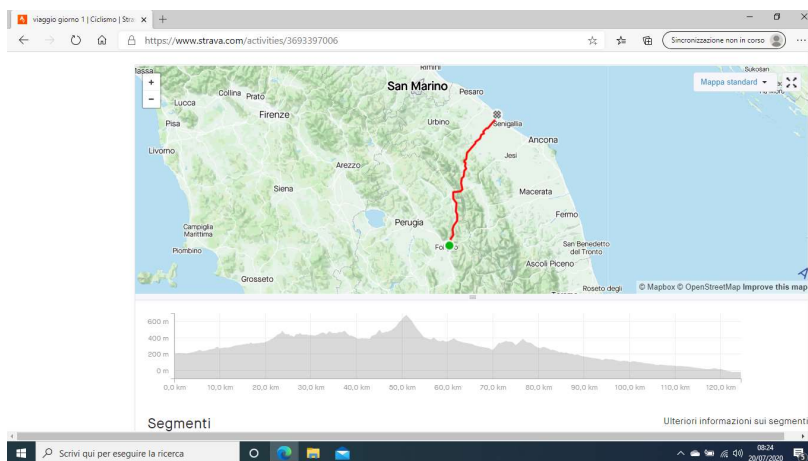 viaggio giorno 1 | Ciclismo | Stra
https://www.strava.com/activities/3693397006
Sincronizzazione non in corso
Mappa standard
+
-
Rimini
San Marino
Pesaro
Collina
Prato
Lucca
Firenze
Urbino
Senigallia
Pisa
Ancona
Jesi
Livorno
Arezzo
Siena
Macerata
Perugia
Fermo
Campiglia
Marittima
San Benedetto
del Tronto
Piombino
Ascoli Piceno
Grosseto
Roseto degli
© Mapbox © OpenStreetMap Improve this map
600 m
400 m
200 m
0 m
0,0 km 10,0 km 20,0 km 30,0 km 40,0 km 50,0 km 60,0 km 70,0 km 80,0 km 90,0 km 100,0 km 110,0 km 120,0 km
Segmenti
Ulteriori informazioni sui segmenti
Scrivi qui per eseguire la ricerca
08:24
20/07/2020